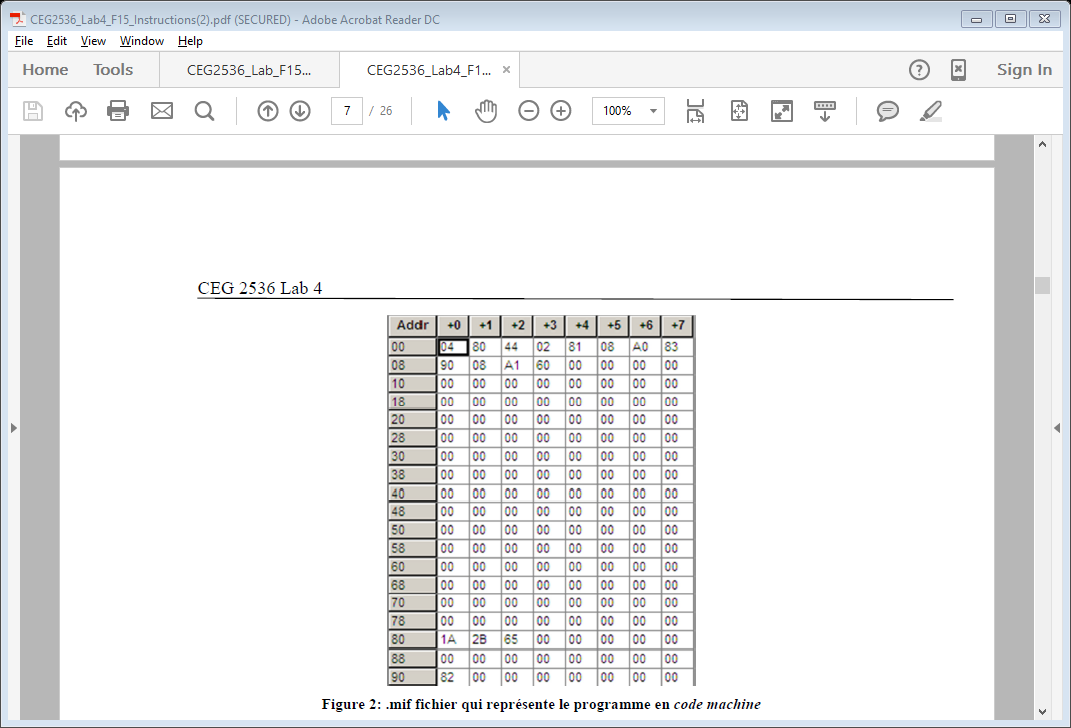 CEG2536_Lab4_F15_Instructions(2).pdf (SECURED) - Adobe Acrobat Reader DC
File Edit View Window Help
Home Tools CEG2536_Lab_F15... CEG2536_Lab4_F1... × Sign In
7 / 26 100%
CEG 2536 Lab 4
Addr +0 +1 +2 +3 +4 +5 +6 +7
00 04 80 44 02 81 08 A0 83
08 90 08 A1 60 00 00 00 00
10 00 00 00 00 00 00 00 00
18 00 00 00 00 00 00 00 00
20 00 00 00 00 00 00 00 00
28 00 00 00 00 00 00 00 00
30 00 00 00 00 00 00 00 00
38 00 00 00 00 00 00 00 00
40 00 00 00 00 00 00 00 00
48 00 00 00 00 00 00 00 00
50 00 00 00 00 00 00 00 00
58 00 00 00 00 00 00 00 00
60 00 00 00 00 00 00 00 00
68 00 00 00 00 00 00 00 00
70 00 00 00 00 00 00 00 00
78 00 00 00 00 00 00 00 00
80 1A 2B 65 00 00 00 00 00
88 00 00 00 00 00 00 00 00
90 82 00 00 00 00 00 00 00
Figure 2: .mif fichier qui représente le programme en code machine